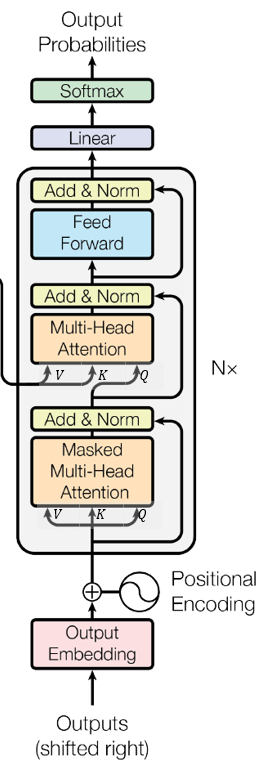 Output
Probabilities
Softmax
Linear
Add & Norm
Feed
Forward
Add & Norm
Multi-Head
Attention
V K Q
N×
Add & Norm
Masked
Multi-Head
Attention
V K Q
Positional
Encoding
Output
Embedding
Outputs
(shifted right)